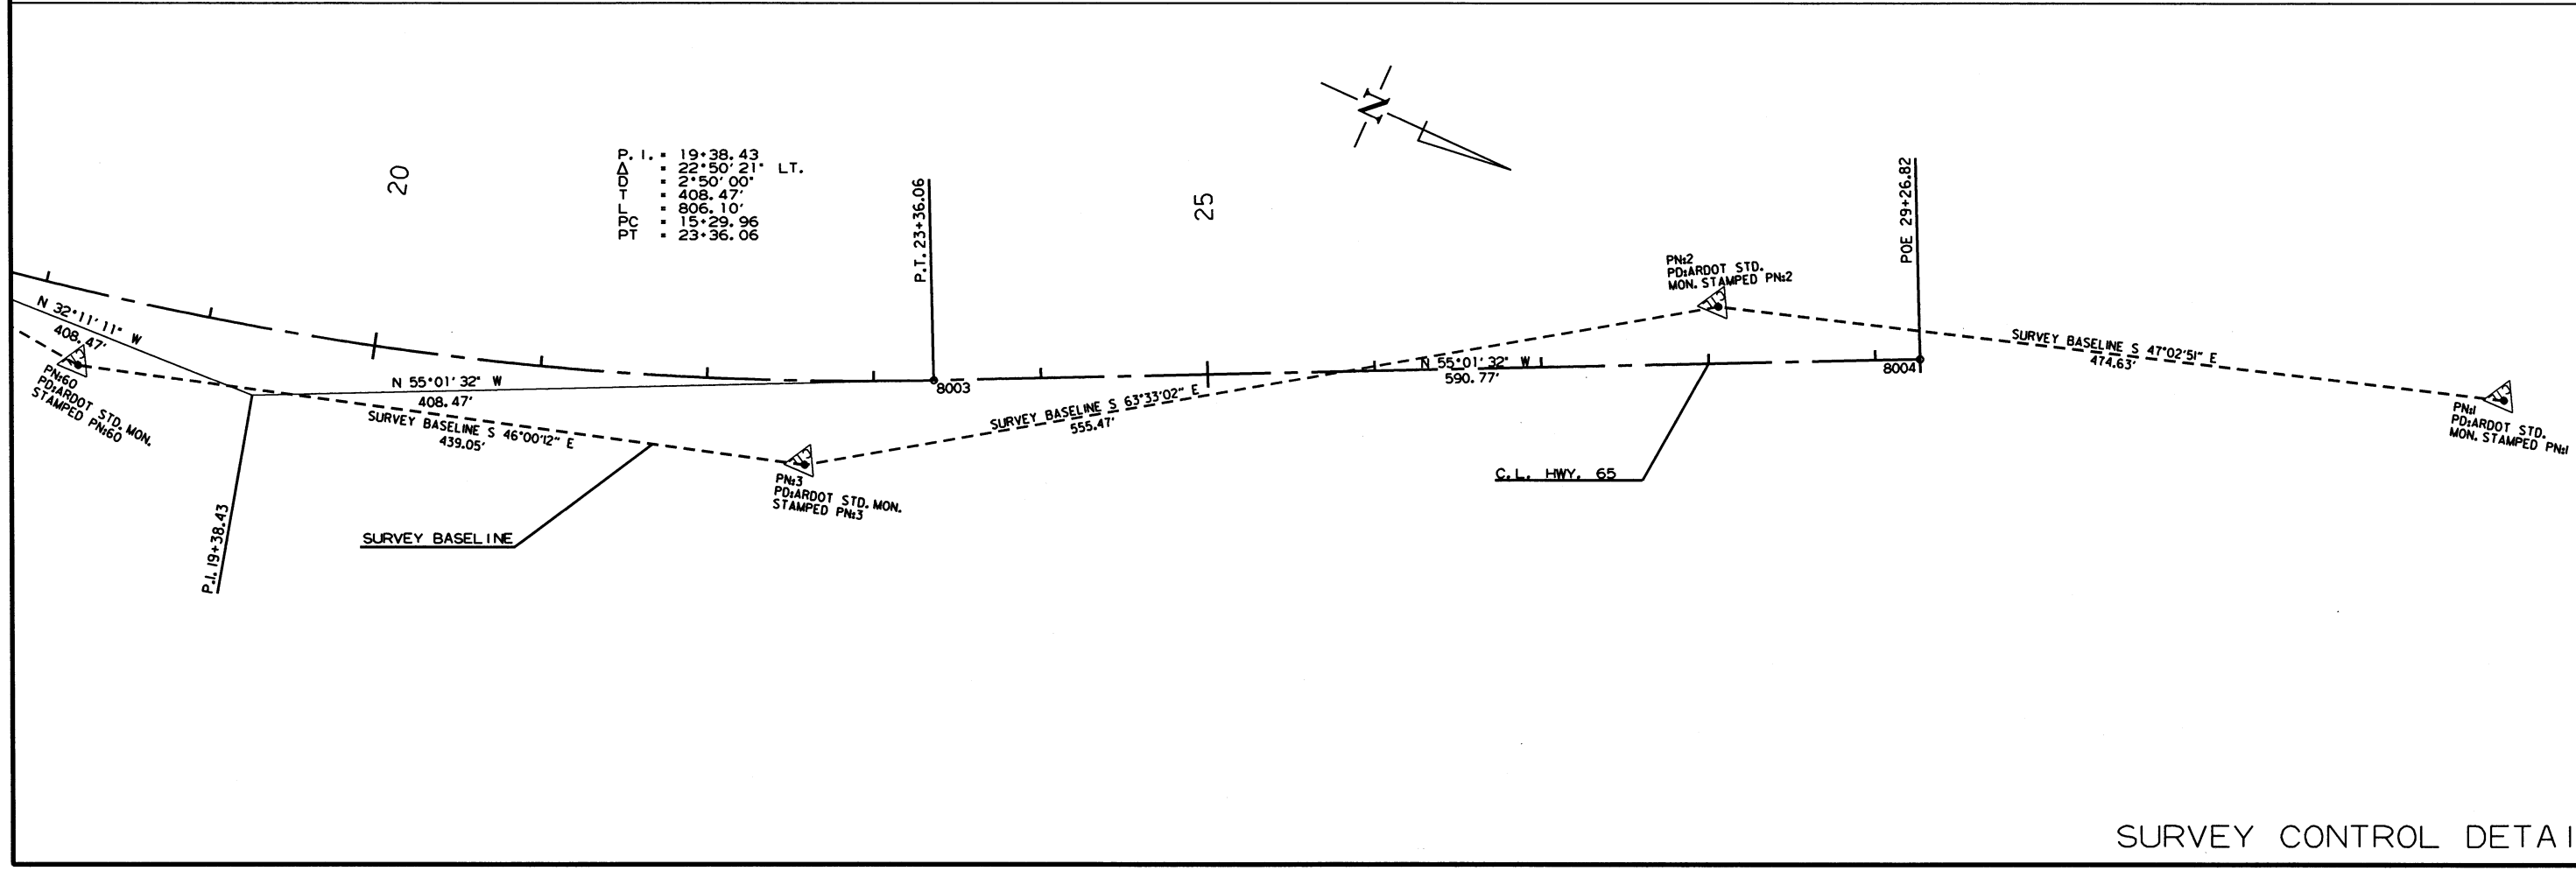 20
P. I. = 19+38.43
Δ = 22°50'21" LT.
D = 2°50'00"
T = 408.47'
L = 806.10'
PC = 15+29.96
PT = 23+36.06
P.T. 23+36.06
N
25
POE 29+26.82
PN:2
PD:ARDOT STD.
MON. STAMPED PN:2
N 32°11'11" W
408.47'
PN:60
PD:ARDOT STD. MON.
STAMPED PN:60
N 55°01'32" W
408.47'
SURVEY BASELINE S 46°00'12" E
439.05'
8003
SURVEY BASELINE S 63°33'02" E
555.47'
N 55°01'32" W
590.77'
8004
SURVEY BASELINE S 47°02'51" E
474.63'
PN:1
PD:ARDOT STD.
MON. STAMPED PN:1
PN:3
PD:ARDOT STD. MON.
STAMPED PN:3
C.L. HWY. 65
P.I. 19+38.43
SURVEY BASELINE
SURVEY CONTROL DETAI